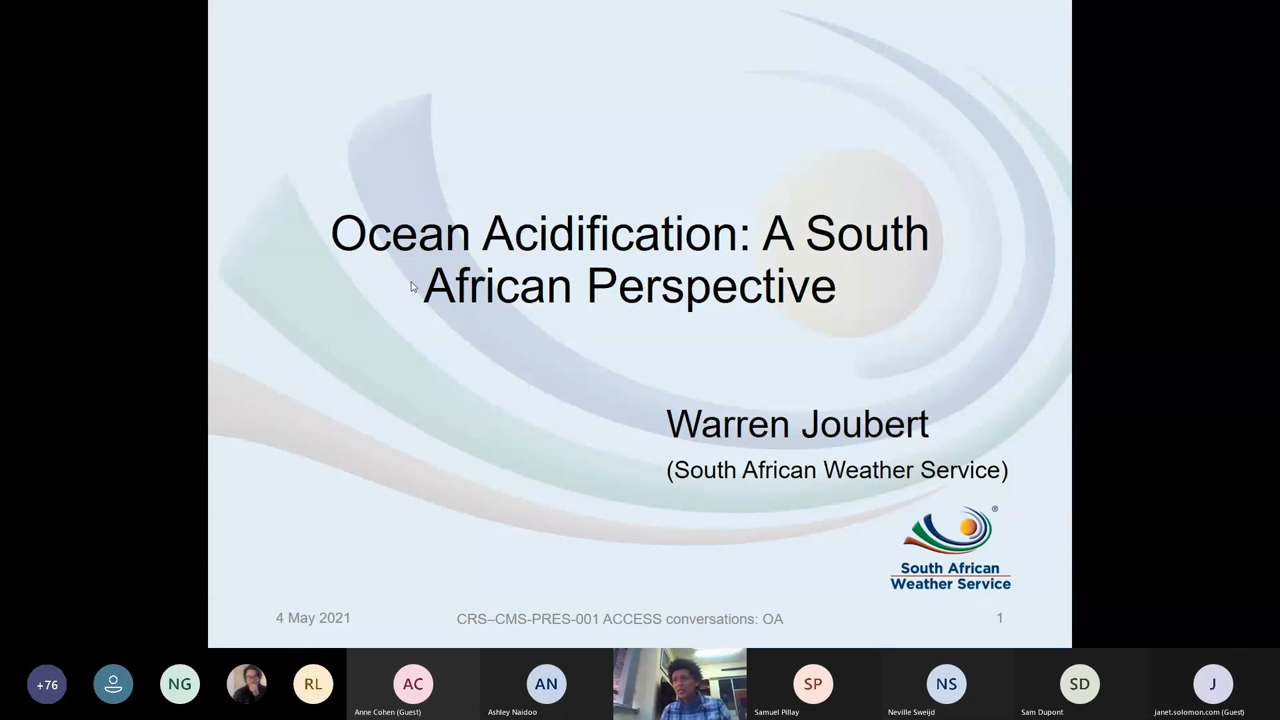 Ocean Acidification: A South
African Perspective
Warren Joubert
(South African Weather Service)
®
South African
Weather Service
4 May 2021
CRS–CMS-PRES-001 ACCESS conversations: OA
1
+76
NG
RL
AC
AN
SP
NS
SD
J
Anne Cohen (Guest)
Ashley Naidoo
Samuel Pillay
Neville Sweijd
Sam Dupont
janet.solomon.com (Guest)